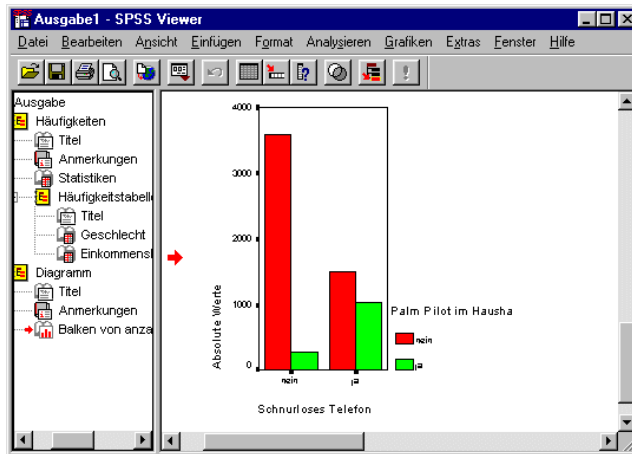 Ausgabe1 - SPSS Viewer
Datei Bearbeiten Ansicht Einfügen Format Analysieren Grafiken Extras Fenster Hilfe
Ausgabe
Häufigkeiten
Titel
Anmerkungen
Statistiken
Häufigkeitstabelle
Titel
Geschlecht
Einkommensl
Diagramm
Titel
Anmerkungen
Balken von anza
4000
3000
2000
1000
0
Absolute Werte
nein
ja
Schnurloses Telefon
Palm Pilot im Hausha
nein
ja